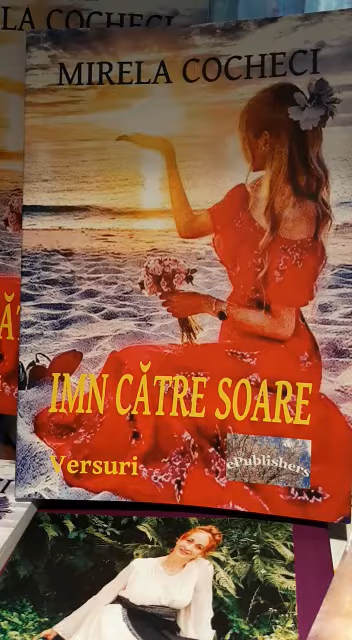 LA COCHECI
MIRELA COCHECI
IMN CĂTRE SOARE
Versuri
ePublishers